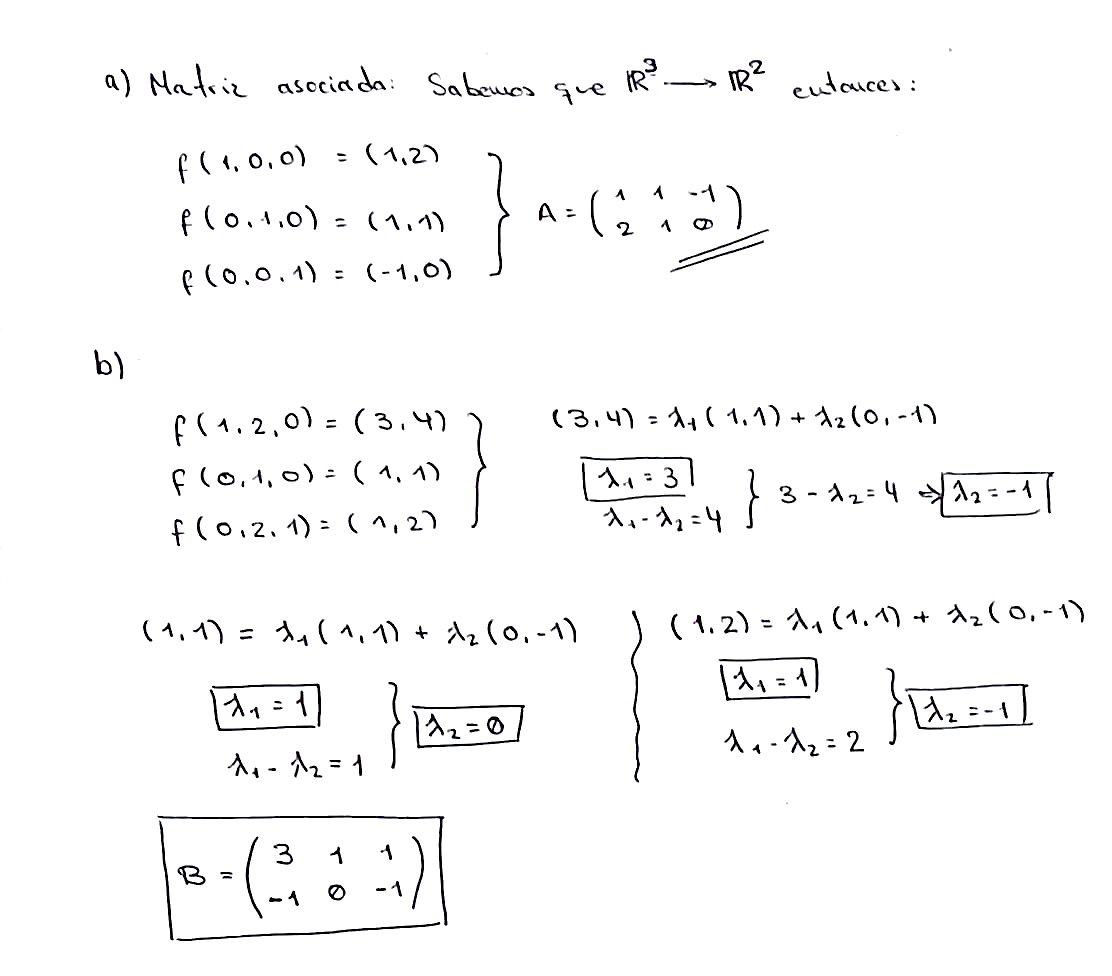 a) Matriz asociada: Sabemos que ℝ³ → ℝ² entonces:
f(1,0,0) = (1,2)
f(0,1,0) = (1,1)
f(0,0,1) = (-1,0)
A = ( 1 1 -1
2 1 0 )
b)
f(1,2,0) = (3,4)
f(0,1,0) = (1,1)
f(0,2,1) = (1,2)
(3,4) = λ₁(1,1) + λ₂(0,-1)
λ₁ = 3
λ₁ - λ₂ = 4
} 3 - λ₂ = 4 ⇒ λ₂ = -1
(1,1) = λ₁(1,1) + λ₂(0,-1)
λ₁ = 1
λ₁ - λ₂ = 1
} λ₂ = 0
(1,2) = λ₁(1,1) + λ₂(0,-1)
λ₁ = 1
λ₁ - λ₂ = 2
} λ₂ = -1
B = ( 3 1 1
-1 0 -1 )